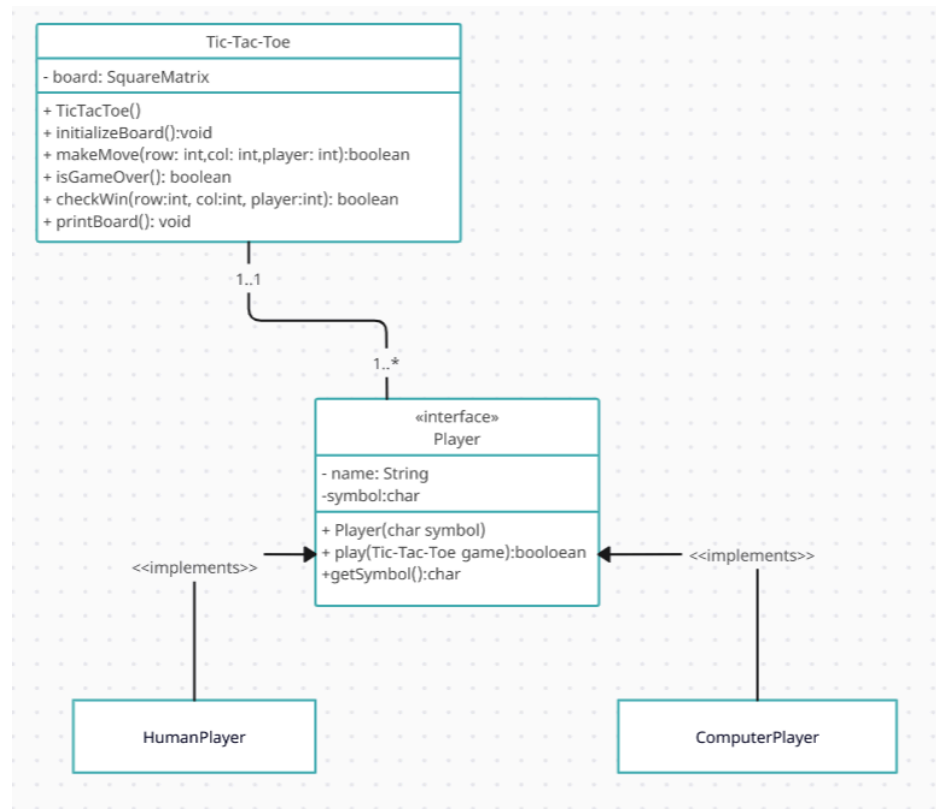 Tic-Tac-Toe
- board: SquareMatrix
+ TicTacToe()
+ initializeBoard():void
+ makeMove(row: int,col: int,player: int):boolean
+ isGameOver(): boolean
+ checkWin(row:int, col:int, player:int): boolean
+ printBoard(): void
1..1
1..*
«interface»
Player
- name: String
-symbol:char
+ Player(char symbol)
+ play(Tic-Tac-Toe game):booloean
+getSymbol():char
<<implements>>
<<implements>>
HumanPlayer
ComputerPlayer